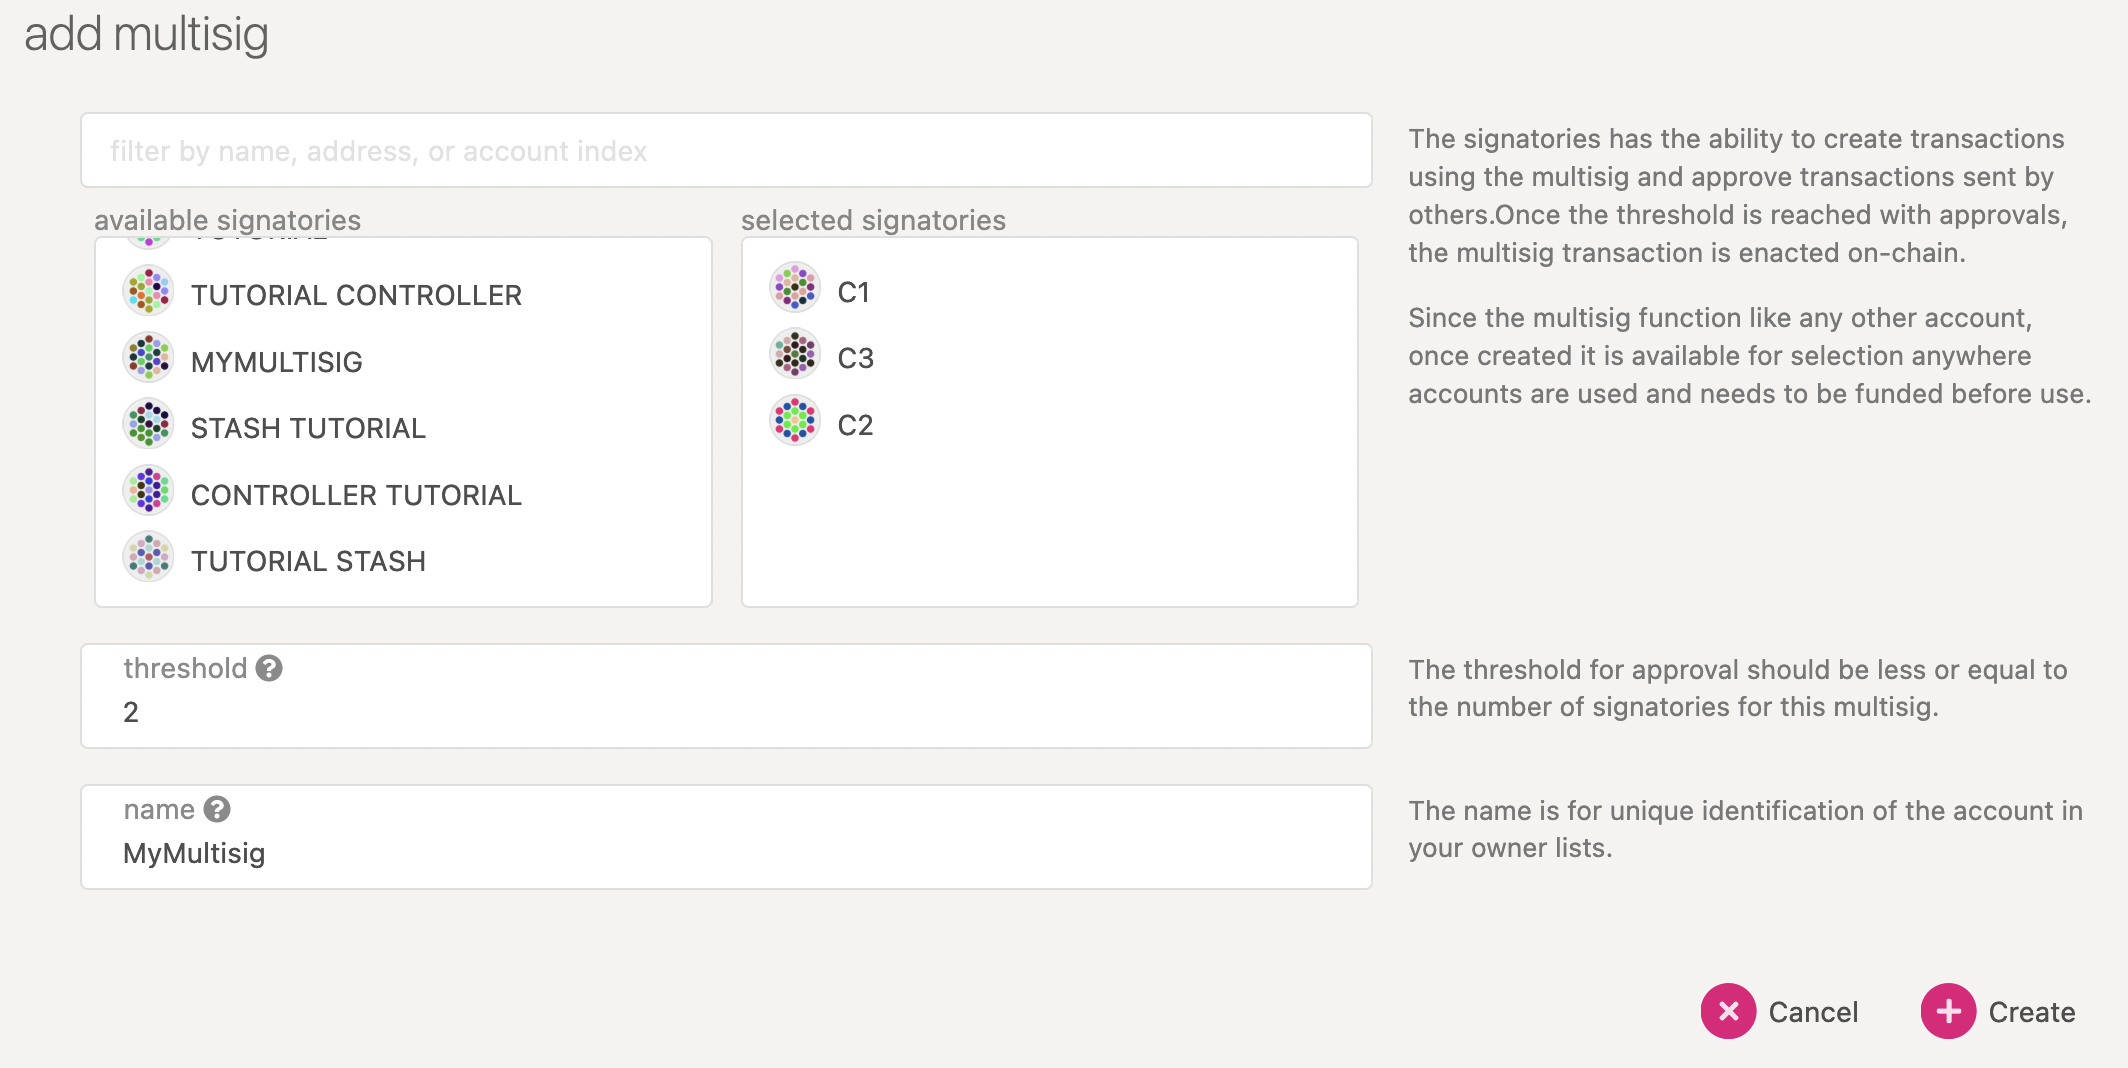 add multisig
filter by name, address, or account index
available signatories
TUTORIAL CONTROLLER
MYMULTISIG
STASH TUTORIAL
CONTROLLER TUTORIAL
TUTORIAL STASH
selected signatories
C1
C3
C2
The signatories has the ability to create transactions
using the multisig and approve transactions sent by
others.Once the threshold is reached with approvals,
the multisig transaction is enacted on-chain.
Since the multisig function like any other account,
once created it is available for selection anywhere
accounts are used and needs to be funded before use.
threshold ?
2
The threshold for approval should be less or equal to
the number of signatories for this multisig.
name ?
MyMultisig
The name is for unique identification of the account in
your owner lists.
Cancel
Create